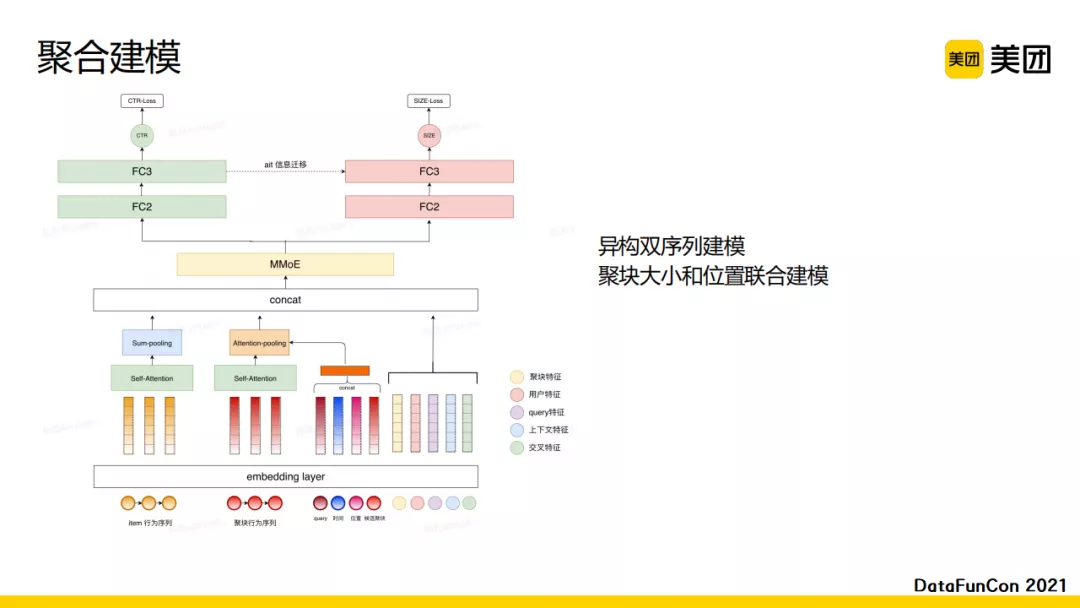 聚合建模
美团 美团
CTR-Loss SIZE-Loss
CTR SIZE
FC3 ait 信息迁移 FC3
FC2 FC2
MMoE
concat
Sum-pooling Attention-pooling
Self-Attention Self-Attention
concat
embedding layer
item 行为序列 聚块行为序列 query 时间 位置 候选聚块
异构双序列建模
聚块大小和位置联合建模
聚块特征
用户特征
query特征
上下文特征
交叉特征
DataFunCon 2021